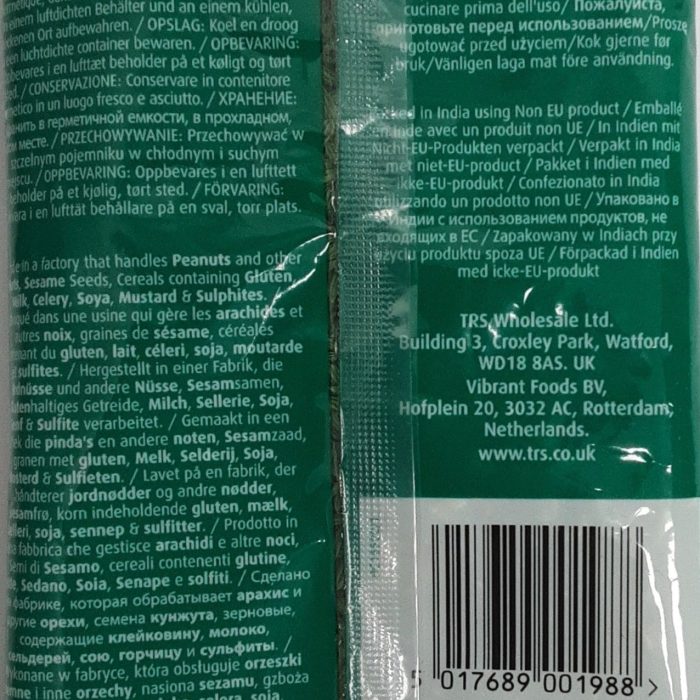 einem luftdichten Behälter und an einem kühlen,
Ort aufbewahren. / OPSLAG: Koel en droog
een luchtdichte container bewaren. / OPBEVARING:
bevares i en lufttæt beholder på et køligt og tørt
/ CONSERVAZIONE: Conservare in contenitore
in un luogo fresco e asciutto. / ХРАНЕНИЕ:
в герметичной емкости, в прохладном,
месте. / PRZECHOWYWANIE: Przechowywać w
szczelnym pojemniku w chłodnym i suchym
/ OPPBEVARING: Oppbevares i en lufttett
beholder på et kjølig, tørt sted. / FÖRVARING:
i lufttät behållare på en sval, torr plats.
in a factory that handles Peanuts and other
Sesame Seeds, Cereals containing Gluten,
Milk, Celery, Soya, Mustard & Sulphites.
dans une usine qui gère les arachides et
autres noix, graines de sésame, céréales
du gluten, lait, céleri, soja, moutarde
sulfites. / Hergestellt in einer Fabrik, die
und andere Nüsse, Sesamsamen,
Getreide, Milch, Sellerie, Soja,
& Sulfite verarbeitet. / Gemaakt in een
die pinda's en andere noten, Sesamzaad,
granen met gluten, Melk, Selderij, Soja,
& Sulfieten. / Lavet på en fabrik, der
håndterer jordnødder og andre nødder,
korn indeholdende gluten, mælk,
soja, sennep & sulfitter. / Prodotto in
fabbrica che gestisce arachidi e altre noci,
di Sesamo, cereali contenenti glutine,
Sedano, Soia, Senape e solfiti. / Сделано
фабрике, которая обрабатывает арахис и
другие орехи, семена кунжута, зерновые,
содержащие клейковину, молоко,
сельдерей, сою, горчицу и сульфиты. /
Wykonane w fabryce, która obsługuje orzeszki
i inne orzechy, nasiona sezamu, zgboża
soja,
cucinare prima dell'uso/ Пожалуйста,
приготовьте перед использованием/Proszę
ugotować przed użyciem/Kok gjerne før
bruk/Vänligen laga mat före användning.
in India using Non EU product / Emballé
Inde avec un produit non UE / In Indien mit
Nicht-EU-Produkten verpackt / Verpakt in India
met niet-EU-product / Pakket i Indien med
ikke-EU-produkt / Confezionato in India
utilizzando un prodotto non UE / Упаковано в
Индии с использованием продуктов, не
входящих в ЕС / Zapakowany w Indiach przy
użyciu produktu spoza UE / Förpackad i Indien
med icke-EU-produkt
TRS Wholesale Ltd.
Building 3, Croxley Park, Watford,
WD18 8AS. UK
Vibrant Foods BV,
Hofplein 20, 3032 AC, Rotterdam,
Netherlands.
www.trs.co.uk
5 017689 001988 >